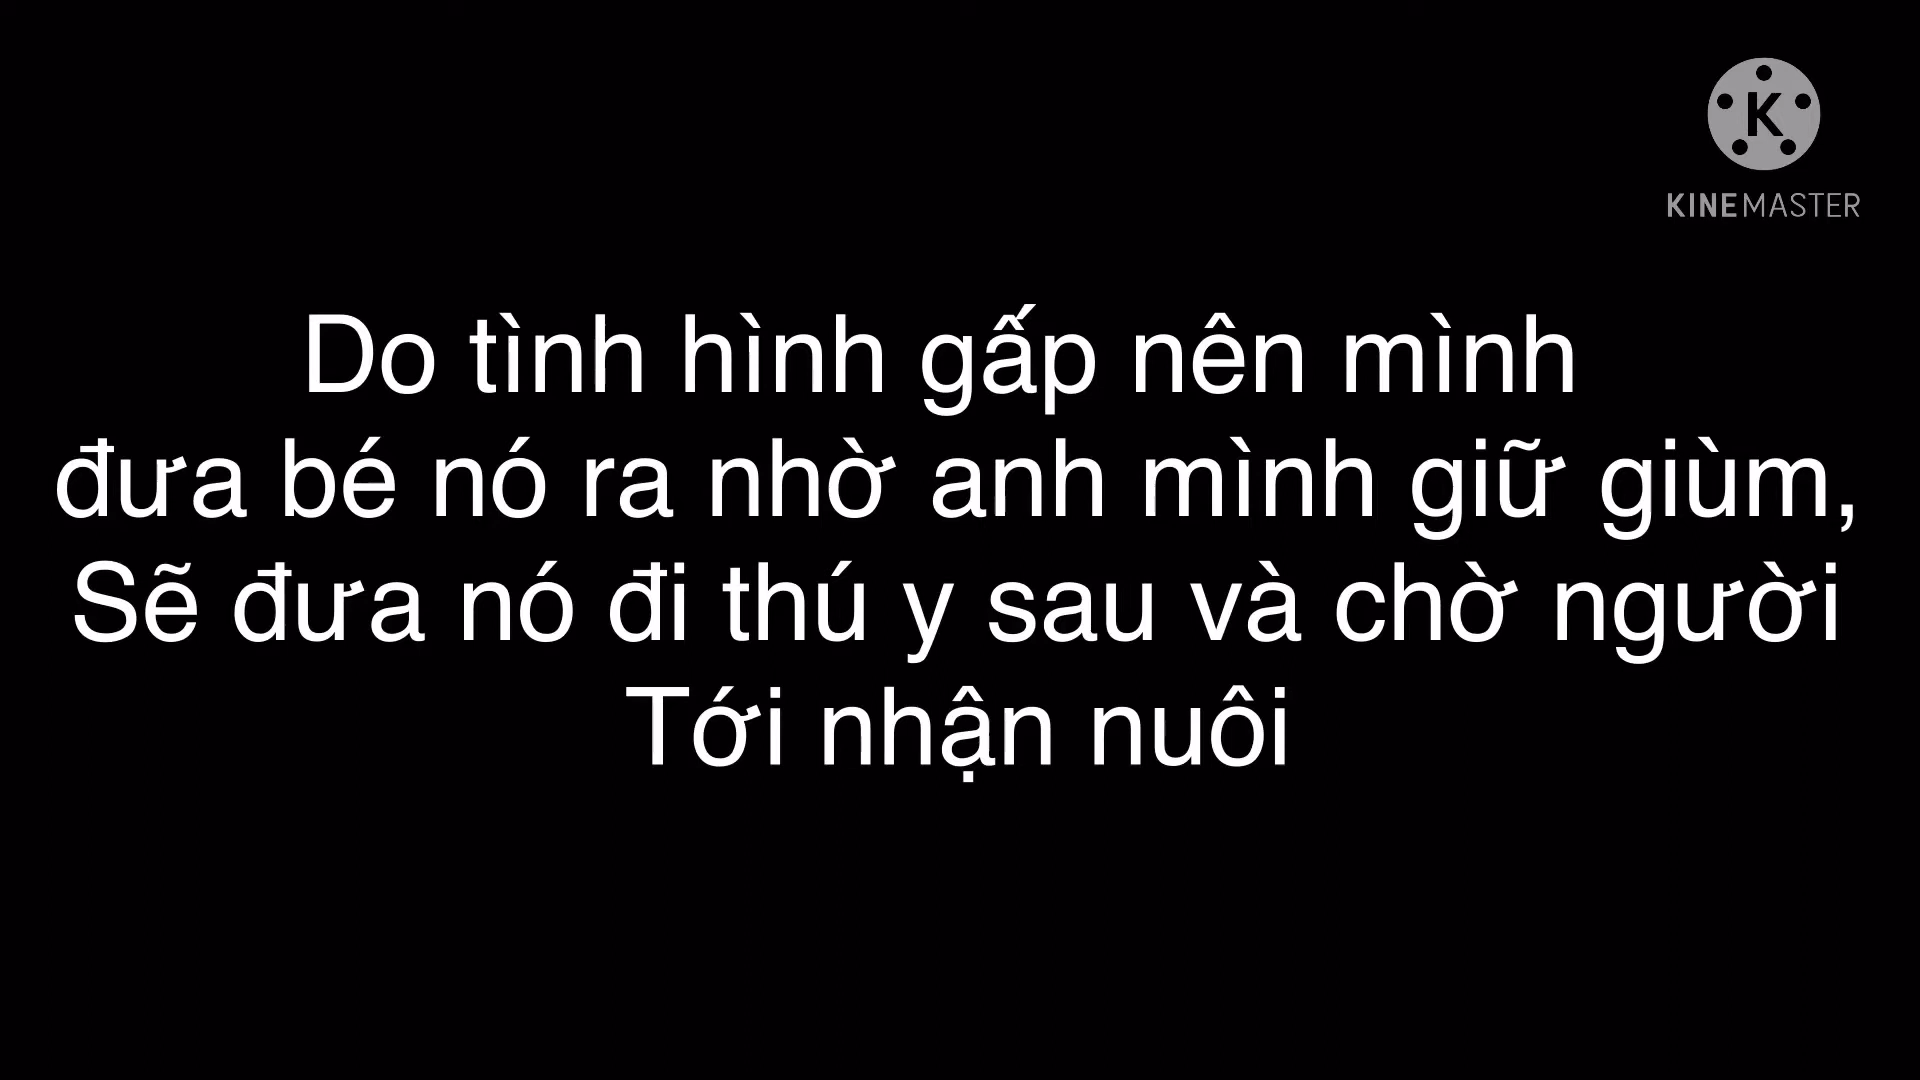 KINEMASTER
Do tình hình gấp nên mình
đưa bé nó ra nhờ anh mình giữ giùm,
Sẽ đưa nó đi thú y sau và chờ người
Tới nhận nuôi